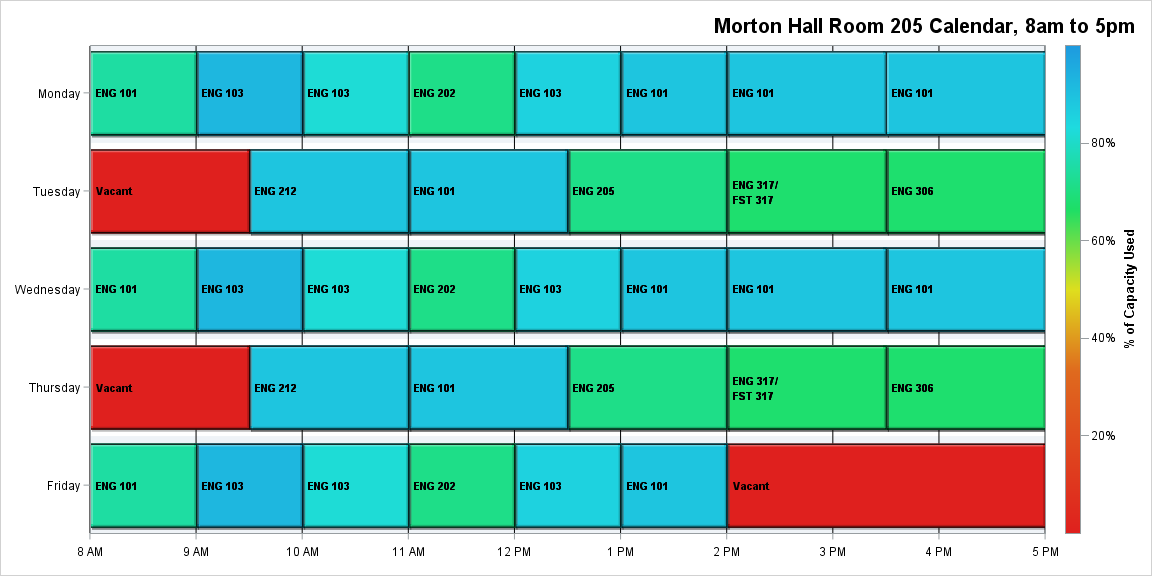 Morton Hall Room 205 Calendar, 8am to 5pm
Monday
ENG 101
ENG 103
ENG 103
ENG 202
ENG 103
ENG 101
ENG 101
ENG 101
Tuesday
Vacant
ENG 212
ENG 101
ENG 205
ENG 317/
FST 317
ENG 306
Wednesday
ENG 101
ENG 103
ENG 103
ENG 202
ENG 103
ENG 101
ENG 101
ENG 101
Thursday
Vacant
ENG 212
ENG 101
ENG 205
ENG 317/
FST 317
ENG 306
Friday
ENG 101
ENG 103
ENG 103
ENG 202
ENG 103
ENG 101
Vacant
8 AM
9 AM
10 AM
11 AM
12 PM
1 PM
2 PM
3 PM
4 PM
5 PM
80%
60%
40%
20%
% of Capacity Used